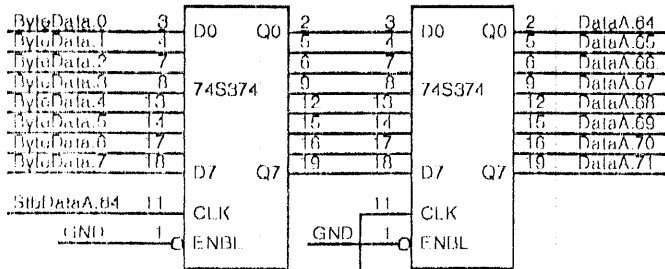 ByteData.0 3 D0 Q0 2 3 D0 Q0 2 DataA.64
ByteData.1 4 5 4 5 DataA.65
ByteData.2 7 6 7 6 DataA.66
ByteData.3 8 74S374 9 8 74S374 9 DataA.67
ByteData.4 13 12 13 12 DataA.68
ByteData.5 14 15 14 15 DataA.69
ByteData.6 17 16 17 16 DataA.70
ByteData.7 18 D7 Q7 19 18 D7 Q7 19 DataA.71
StbDataA.64 11 CLK 11 CLK
GND 1 ENBL GND 1 ENBL